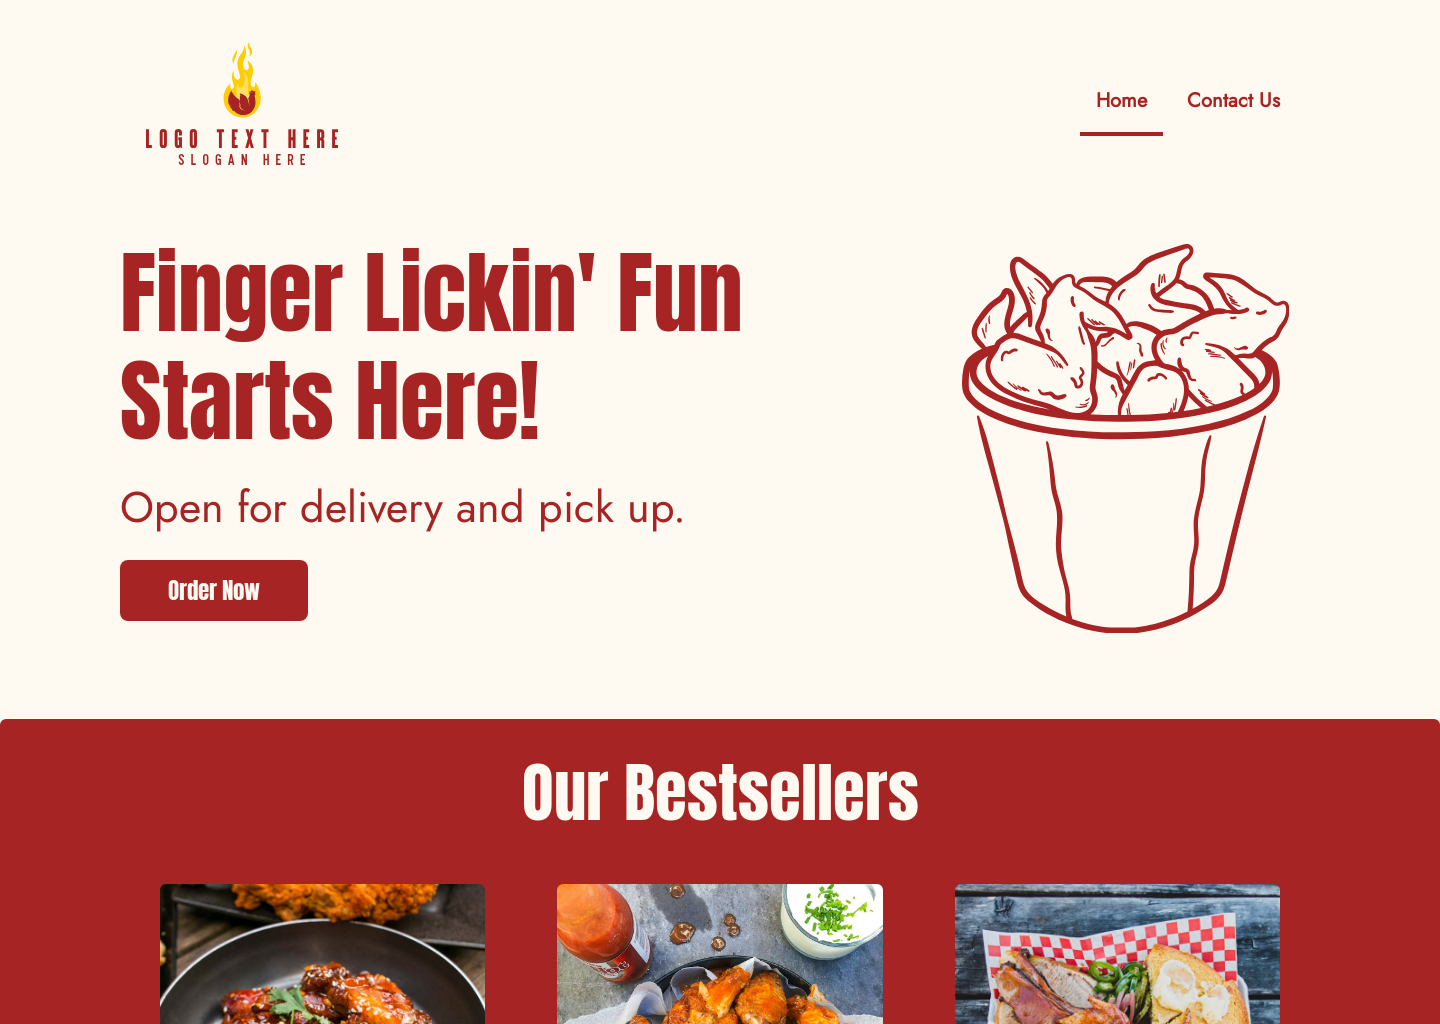 LOGO TEXT HERE
SLOGAN HERE
Home
Contact Us
Finger Lickin' Fun
Starts Here!
Open for delivery and pick up.
Order Now
Our Bestsellers